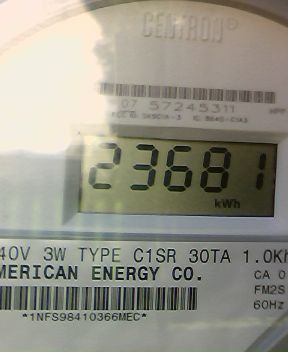 CENTRON®
07 57245311
23681
kWh
40V 3W TYPE C1SR 30TA 1.0Kh
MERICAN ENERGY CO.
CA 0
FM2S
60Hz
*1NFS98410366MEC*